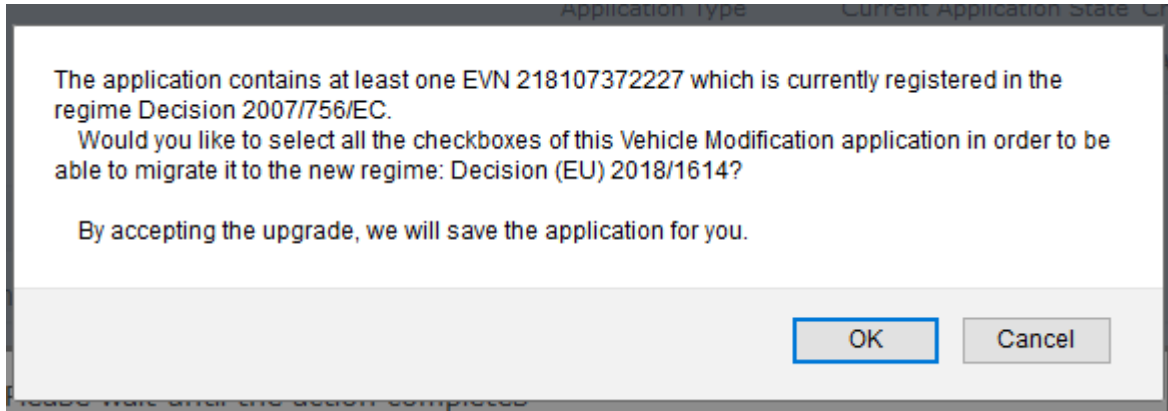 Application Type Current Application State
The application contains at least one EVN 218107372227 which is currently registered in the
regime Decision 2007/756/EC.
Would you like to select all the checkboxes of this Vehicle Modification application in order to be
able to migrate it to the new regime: Decision (EU) 2018/1614?
By accepting the upgrade, we will save the application for you.
OK Cancel
Please wait until the action completes